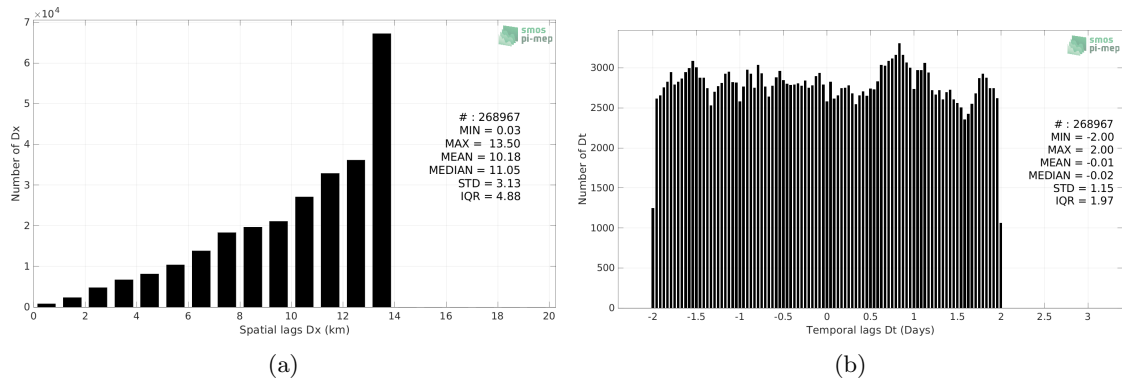 ×10⁴
7
6
5
4
3
2
1
0
Number of Dx
0 2 4 6 8 10 12 14 16 18 20
Spatial lags Dx (km)
smos
pi-mep
# : 268967
MIN = 0.03
MAX = 13.50
MEAN = 10.18
MEDIAN = 11.05
STD = 3.13
IQR = 4.88
(a)
3000
2500
2000
1500
1000
500
0
Number of Dt
-2 -1.5 -1 -0.5 0 0.5 1 1.5 2 2.5 3
Temporal lags Dt (Days)
smos
pi-mep
# : 268967
MIN = -2.00
MAX = 2.00
MEAN = -0.01
MEDIAN = -0.02
STD = 1.15
IQR = 1.97
(b)